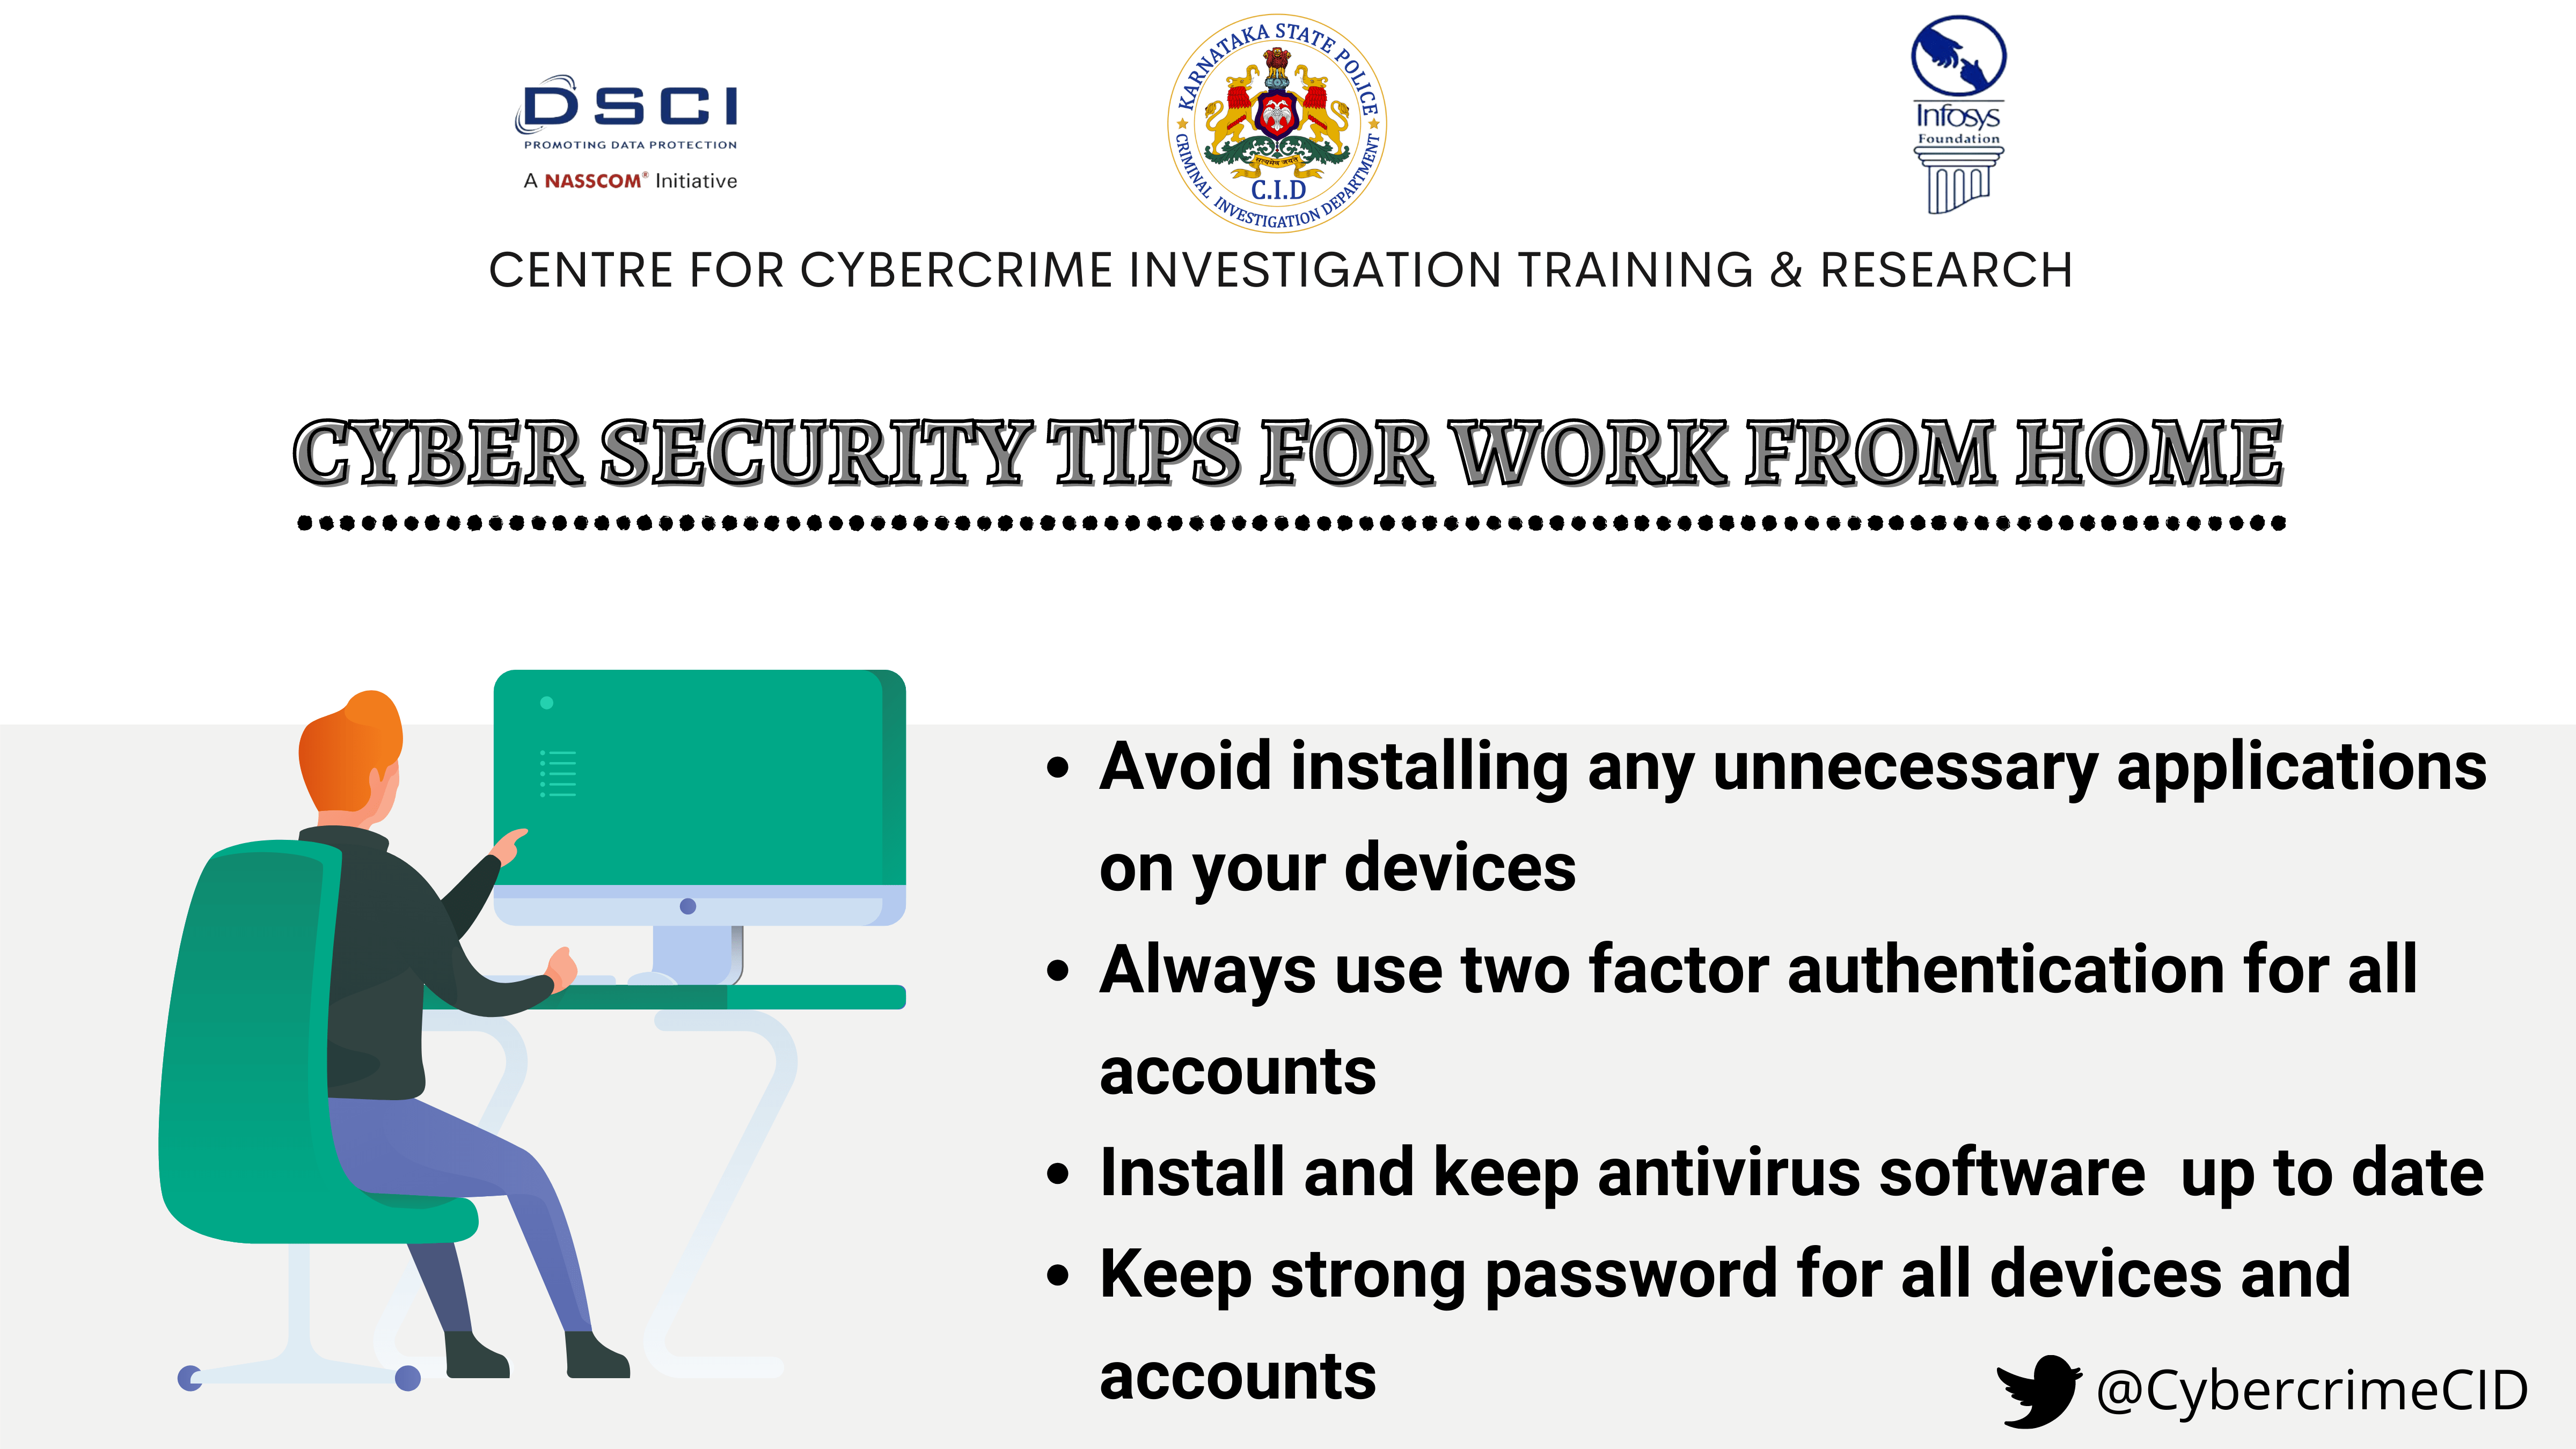 DSCI
PROMOTING DATA PROTECTION
A NASSCOM® Initiative
KARNATAKA STATE POLICE
सत्यमेव जयते
C.I.D
CRIMINAL INVESTIGATION DEPARTMENT
Infosys
Foundation
CENTRE FOR CYBERCRIME INVESTIGATION TRAINING & RESEARCH
CYBER SECURITY TIPS FOR WORK FROM HOME
• Avoid installing any unnecessary applications
on your devices
• Always use two factor authentication for all
accounts
• Install and keep antivirus software  up to date
• Keep strong password for all devices and
accounts
@CybercrimeCID